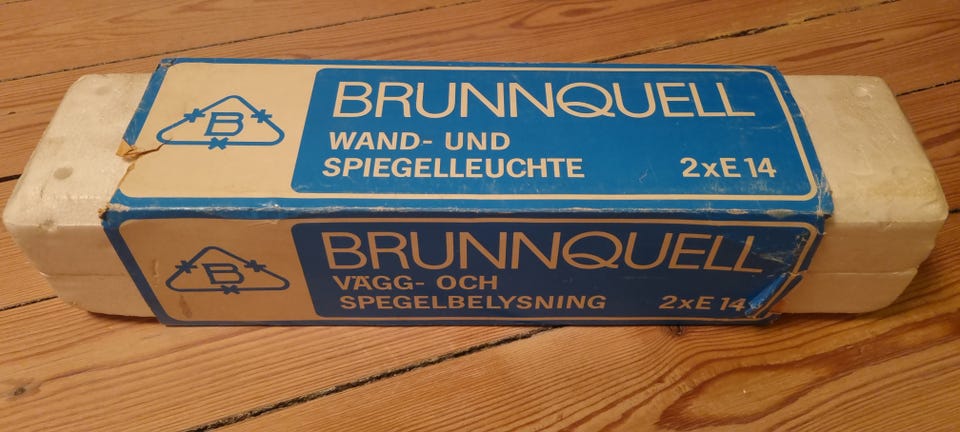 B
BRUNNQUELL
WAND- UND
SPIEGELLEUCHTE 2xE 14
B
BRUNNQUELL
VÄGG- OCH
SPEGELBELYSNING 2xE 14